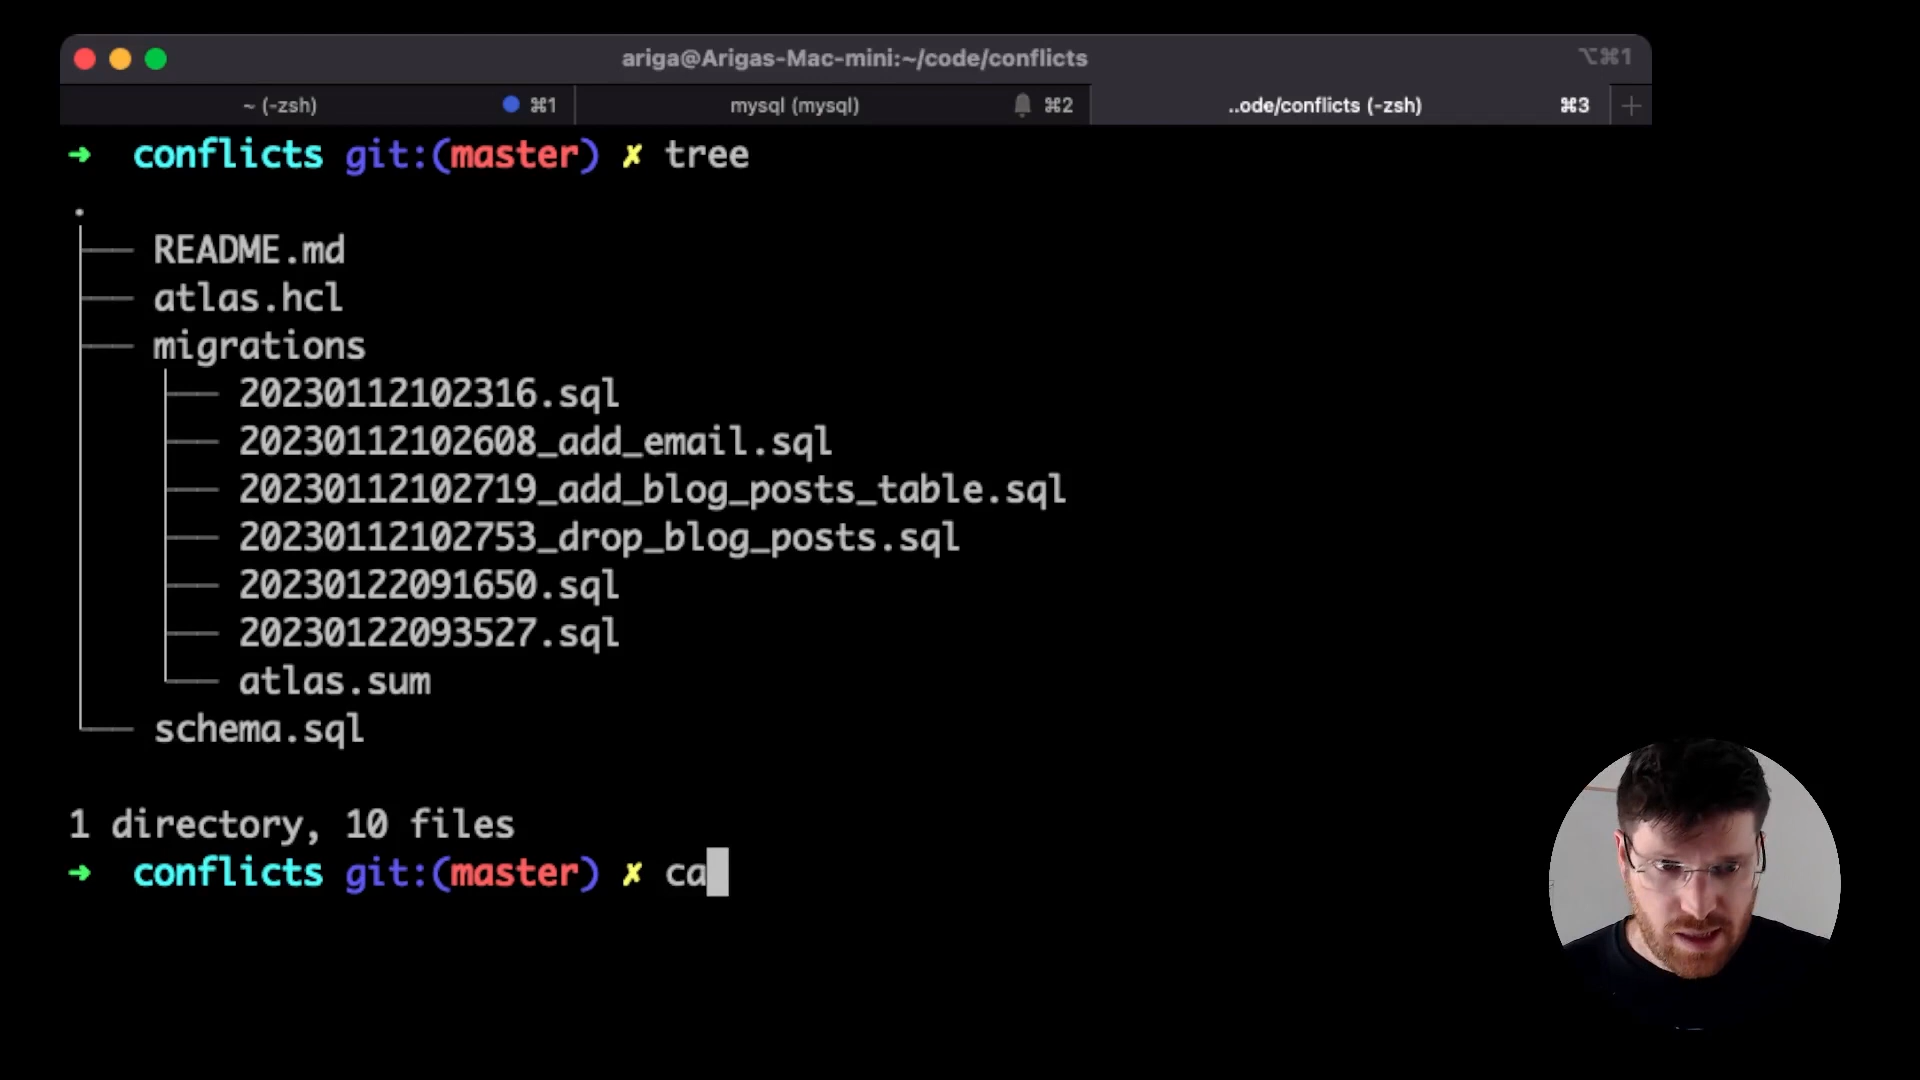 ariga@Arigas-Mac-mini:~/code/conflicts
⌥⌘1
~ (-zsh) ⌘1
mysql (mysql) ⌘2
..ode/conflicts (-zsh) ⌘3
➜ conflicts git:(master) ✗ tree
.
├── README.md
├── atlas.hcl
├── migrations
│   ├── 20230112102316.sql
│   ├── 20230112102608_add_email.sql
│   ├── 20230112102719_add_blog_posts_table.sql
│   ├── 20230112102753_drop_blog_posts.sql
│   ├── 20230122091650.sql
│   ├── 20230122093527.sql
│   └── atlas.sum
└── schema.sql
1 directory, 10 files
➜ conflicts git:(master) ✗ ca